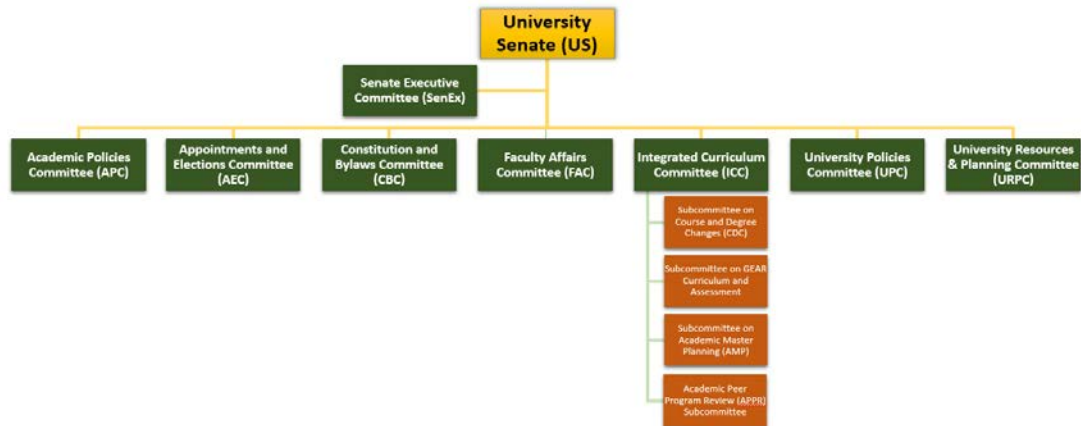 University
Senate (US)
Senate Executive
Committee (SenEx)
Academic Policies
Committee (APC)
Appointments and
Elections Committee
(AEC)
Constitution and
Bylaws Committee
(CBC)
Faculty Affairs
Committee (FAC)
Integrated Curriculum
Committee (ICC)
University Policies
Committee (UPC)
University Resources
& Planning Committee
(URPC)
Subcommittee on
Course and Degree
Changes (CDC)
Subcommittee on GEAR
Curriculum and
Assessment
Subcommittee on
Academic Master
Planning (AMP)
Academic Peer
Program Review (APPR)
Subcommittee